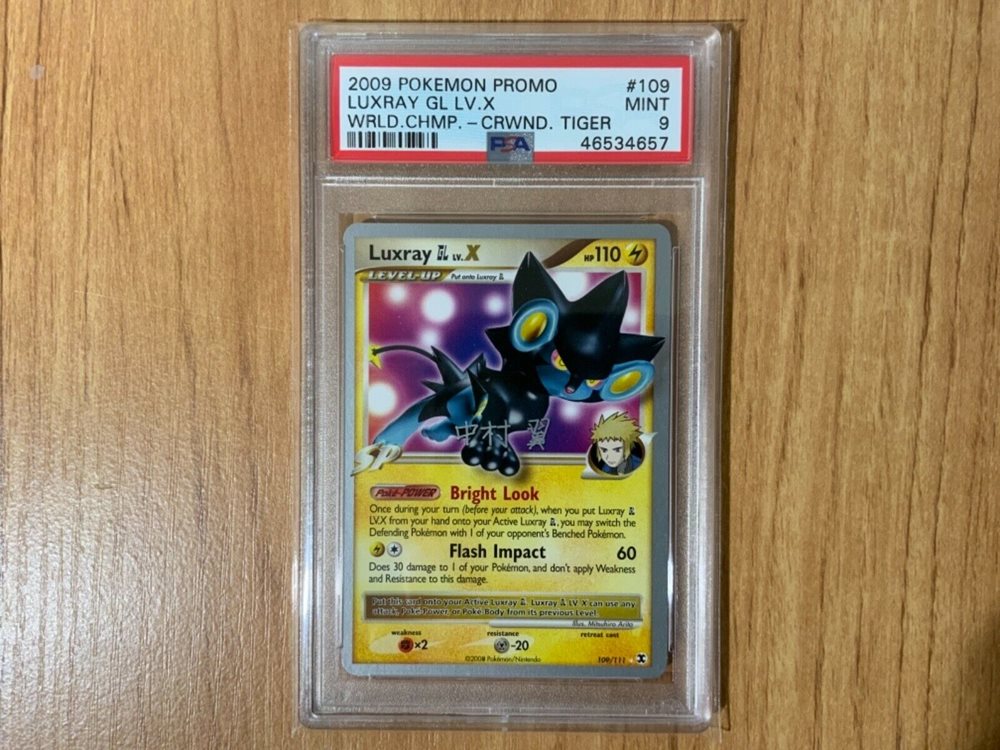 2009 POKEMON PROMO #109
LUXRAY GL LV.X MINT
WRLD.CHMP.-CRWND. TIGER 9
PSA 46534657
Luxray GL LV.X HP 110
LEVEL-UP Put onto Luxray GL
中村 翼
SP
Poké-POWER Bright Look
Once during your turn (before your attack), when you put Luxray GL
LV.X from your hand onto your Active Luxray GL, you may switch the
Defending Pokémon with 1 of your opponent's Benched Pokémon.
Flash Impact 60
Does 30 damage to 1 of your Pokémon, and don't apply Weakness
and Resistance to this damage.
Put this card onto your Active Luxray GL. Luxray GL LV. X can use any
attack, Poké-Power, or Poké-Body from its previous Level.
Illus. Mitsuhiro Arita
weakness resistance retreat cost
×2 -20
©2008 Pokémon/Nintendo 109/111